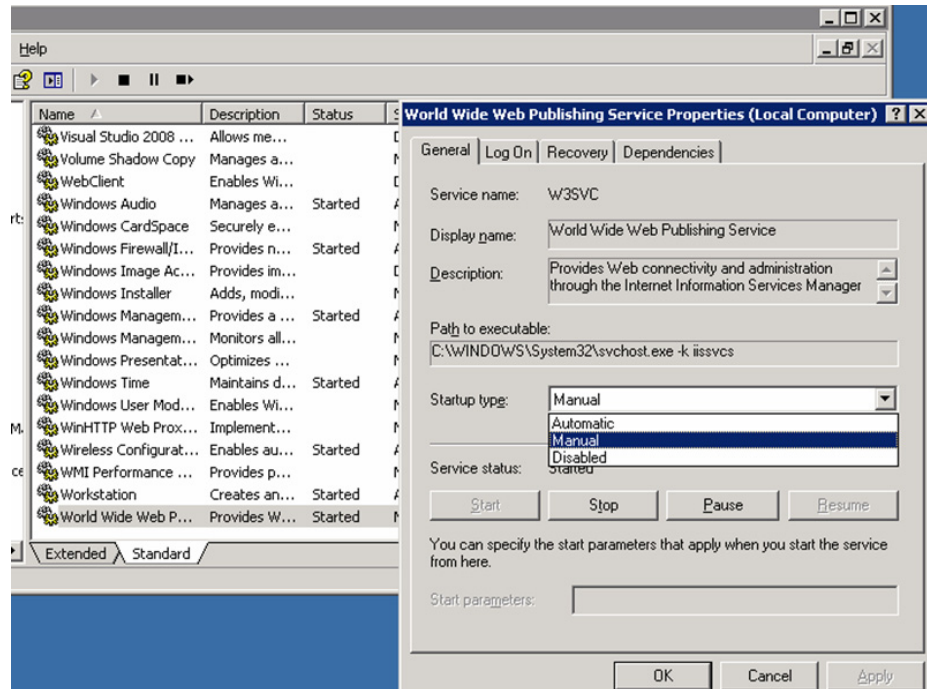 Help
Name Description Status S
Visual Studio 2008 ... Allows me... D
Volume Shadow Copy Manages a... M
WebClient Enables Wi... D
Windows Audio Manages a... Started A
Windows CardSpace Securely e... M
Windows Firewall/I... Provides n... Started A
Windows Image Ac... Provides im... D
Windows Installer Adds, modi... M
Windows Managem... Provides a ... Started A
Windows Managem... Monitors all...
Windows Presentat... Optimizes ...
Windows Time Maintains d... Started A
Windows User Mod... Enables Wi...
WinHTTP Web Prox... Implement...
Wireless Configurat... Enables au... Started A
WMI Performance ... Provides p...
Workstation Creates an... Started A
World Wide Web P... Provides W... Started
Extended Standard
World Wide Web Publishing Service Properties (Local Computer)
General Log On Recovery Dependencies
Service name: W3SVC
Display name: World Wide Web Publishing Service
Description: Provides Web connectivity and administration
through the Internet Information Services Manager
Path to executable:
C:\WINDOWS\System32\svchost.exe -k iissvcs
Startup type: Manual
Automatic
Manual
Disabled
Service status: Started
Start Stop Pause Resume
You can specify the start parameters that apply when you start the service
from here.
Start parameters:
OK Cancel Apply